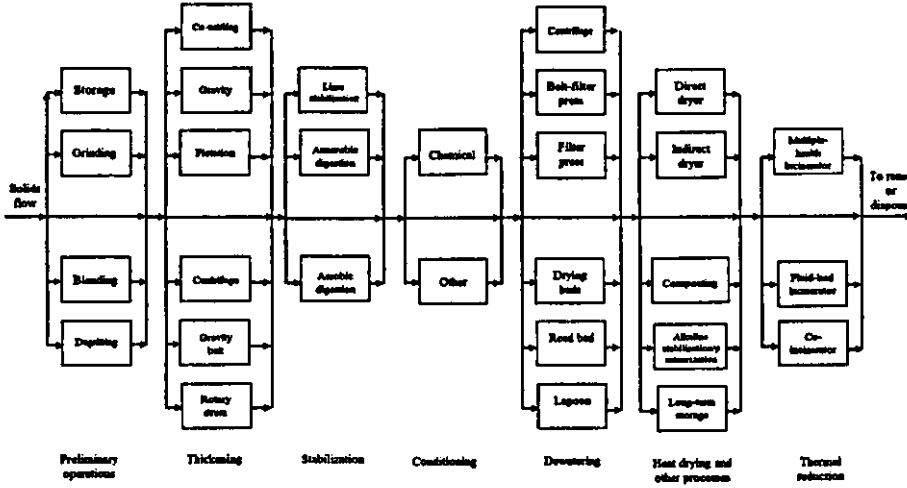 Solids
flow
Storage
Grinding
Blending
Degritting
Preliminary
operations
Co-settling
Gravity
Flotation
Centrifuge
Gravity
belt
Rotary
drum
Thickening
Lime
stabilization
Anaerobic
digestion
Aerobic
digestion
Stabilization
Chemical
Other
Conditioning
Centrifuge
Belt-filter
press
Filter
press
Drying
beds
Reed bed
Lagoon
Dewatering
Direct
dryer
Indirect
dryer
Composting
Alkaline
stabilization/
Long-term
storage
Heat drying and
other processes
Multiple-
hearth
incinerator
Fluid-bed
incinerator
Co-
incinerator
Thermal
reduction
To reuse
or
disposal